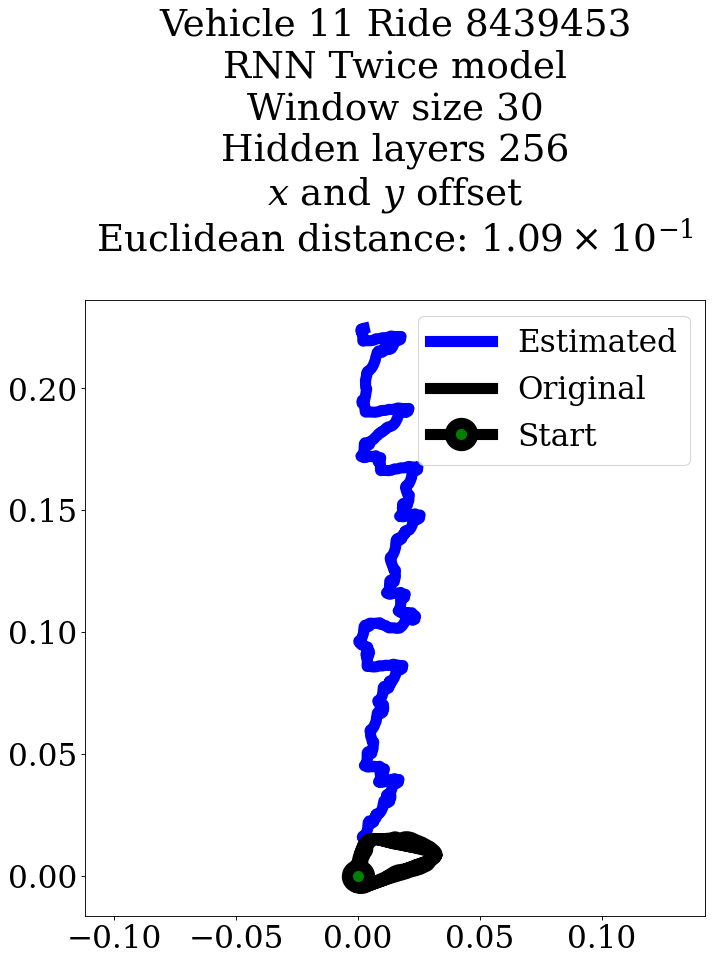 Vehicle 11 Ride 8439453
RNN Twice model
Window size 30
Hidden layers 256
x and y offset
Euclidean distance: 1.09 × 10⁻¹
Estimated
Original
Start
0.20
0.15
0.10
0.05
0.00
−0.10 −0.05 0.00 0.05 0.10